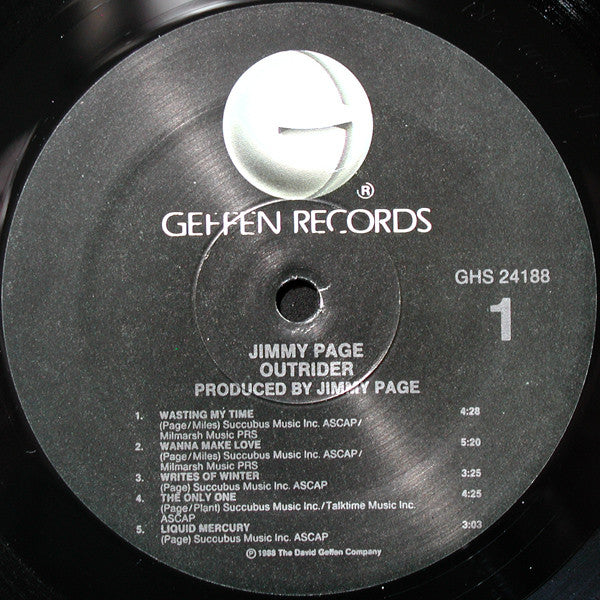 ®
GEFFEN RECORDS
GHS 24188
1
JIMMY PAGE
OUTRIDER
PRODUCED BY JIMMY PAGE
1. WASTING MY TIME 4:28
(Page/Miles) Succubus Music Inc. ASCAP/
Milmarsh Music PRS
2. WANNA MAKE LOVE 5:20
(Page/Miles) Succubus Music Inc. ASCAP/
Milmarsh Music PRS
3. WRITES OF WINTER 3:25
(Page) Succubus Music Inc. ASCAP
4. THE ONLY ONE 4:25
(Page/Plant) Succubus Music Inc./Talktime Music Inc.
ASCAP
5. LIQUID MERCURY 3:03
(Page) Succubus Music Inc. ASCAP
℗ 1988 The David Geffen Company